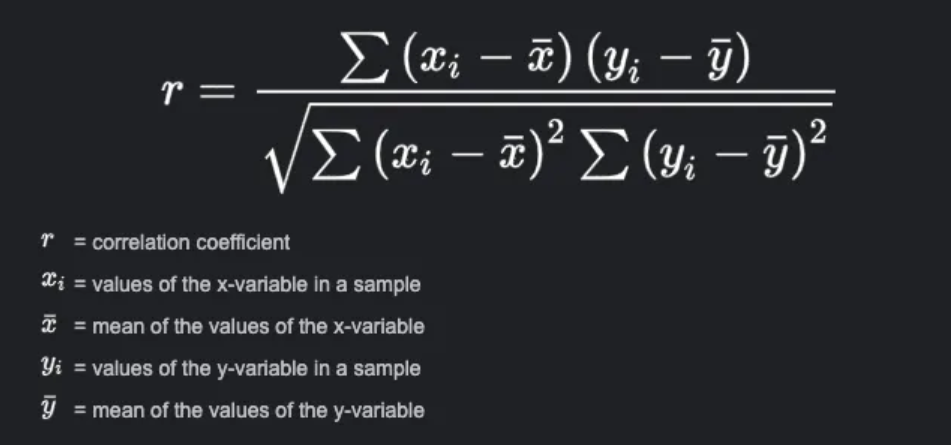 r = \frac{\sum (x_i - \bar{x})(y_i - \bar{y})}{\sqrt{\sum (x_i - \bar{x})^2 \sum (y_i - \bar{y})^2}}
r = correlation coefficient
x_i = values of the x-variable in a sample
x̄ = mean of the values of the x-variable
y_i = values of the y-variable in a sample
ȳ = mean of the values of the y-variable